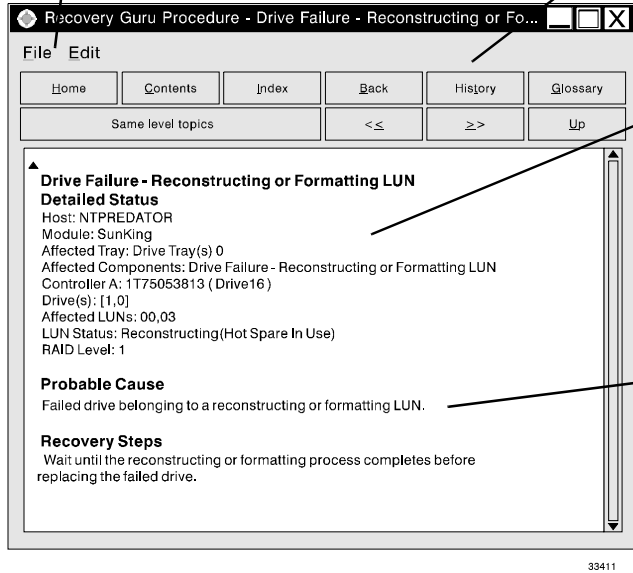 Recovery Guru Procedure - Drive Failure - Reconstructing or Fo...
File Edit
Home Contents Index Back History Glossary
Same level topics << >> Up
Drive Failure - Reconstructing or Formatting LUN
Detailed Status
Host: NTPREDATOR
Module: SunKing
Affected Tray: Drive Tray(s) 0
Affected Components: Drive Failure - Reconstructing or Formatting LUN
Controller A: 1T75053813 ( Drive16 )
Drive(s): [1,0]
Affected LUNs: 00,03
LUN Status: Reconstructing(Hot Spare In Use)
RAID Level: 1
Probable Cause
Failed drive belonging to a reconstructing or formatting LUN.
Recovery Steps
Wait until the reconstructing or formatting process completes before
replacing the failed drive.
33411